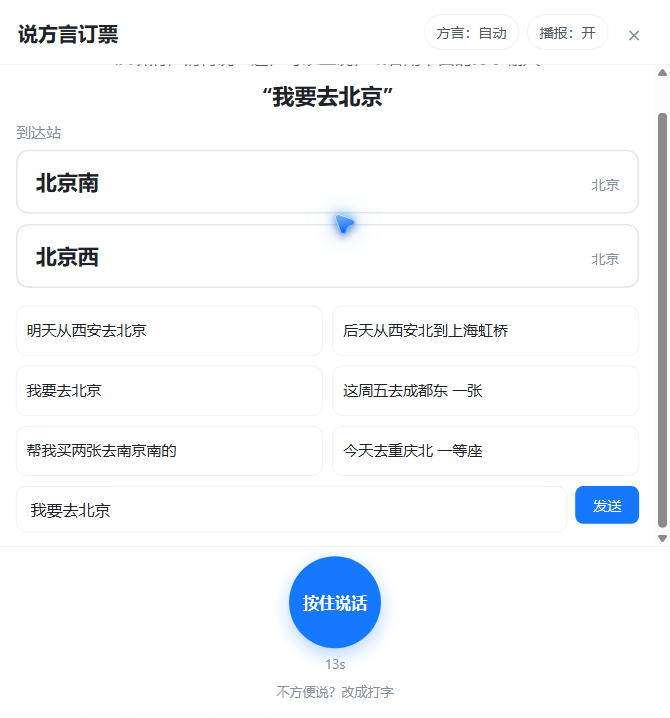 说方言订票
方言：自动
播报：开
×
“我要去北京”
到达站
北京南
北京
北京西
北京
明天从西安去北京
后天从西安北到上海虹桥
我要去北京
这周五去成都东 一张
帮我买两张去南京南的
今天去重庆北 一等座
我要去北京
发送
按住说话
13s
不方便说？改成打字